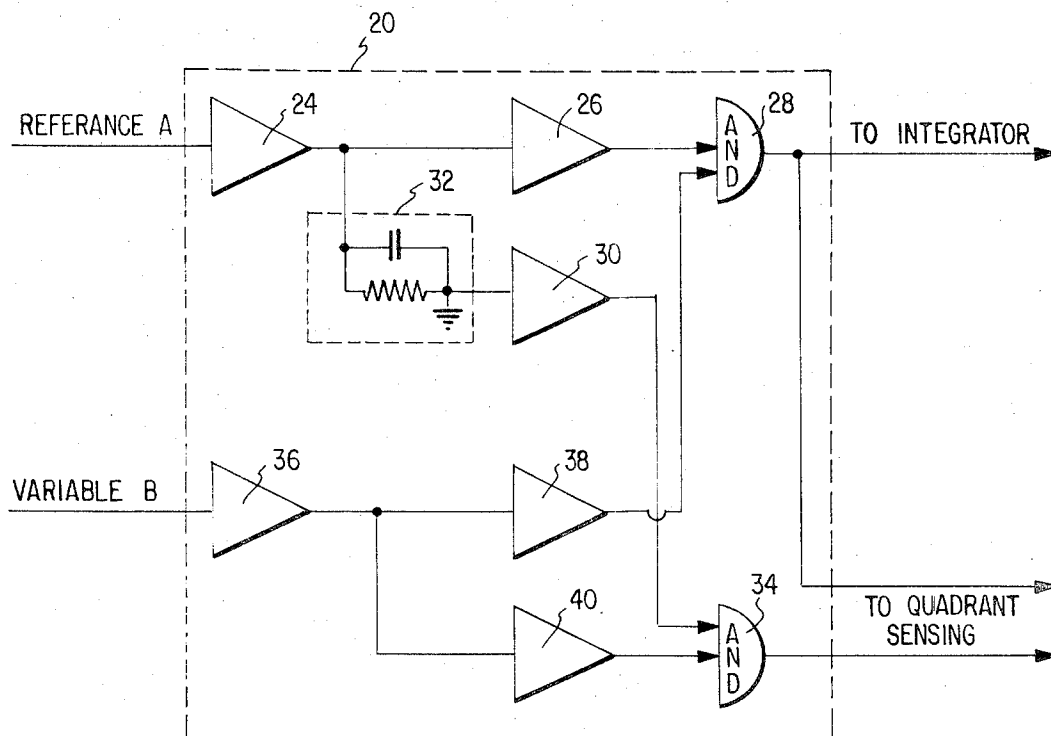 20
REFERANCE A
24
26
AND
28
TO INTEGRATOR
32
30
VARIABLE B
36
38
40
AND
34
TO QUADRANT
SENSING